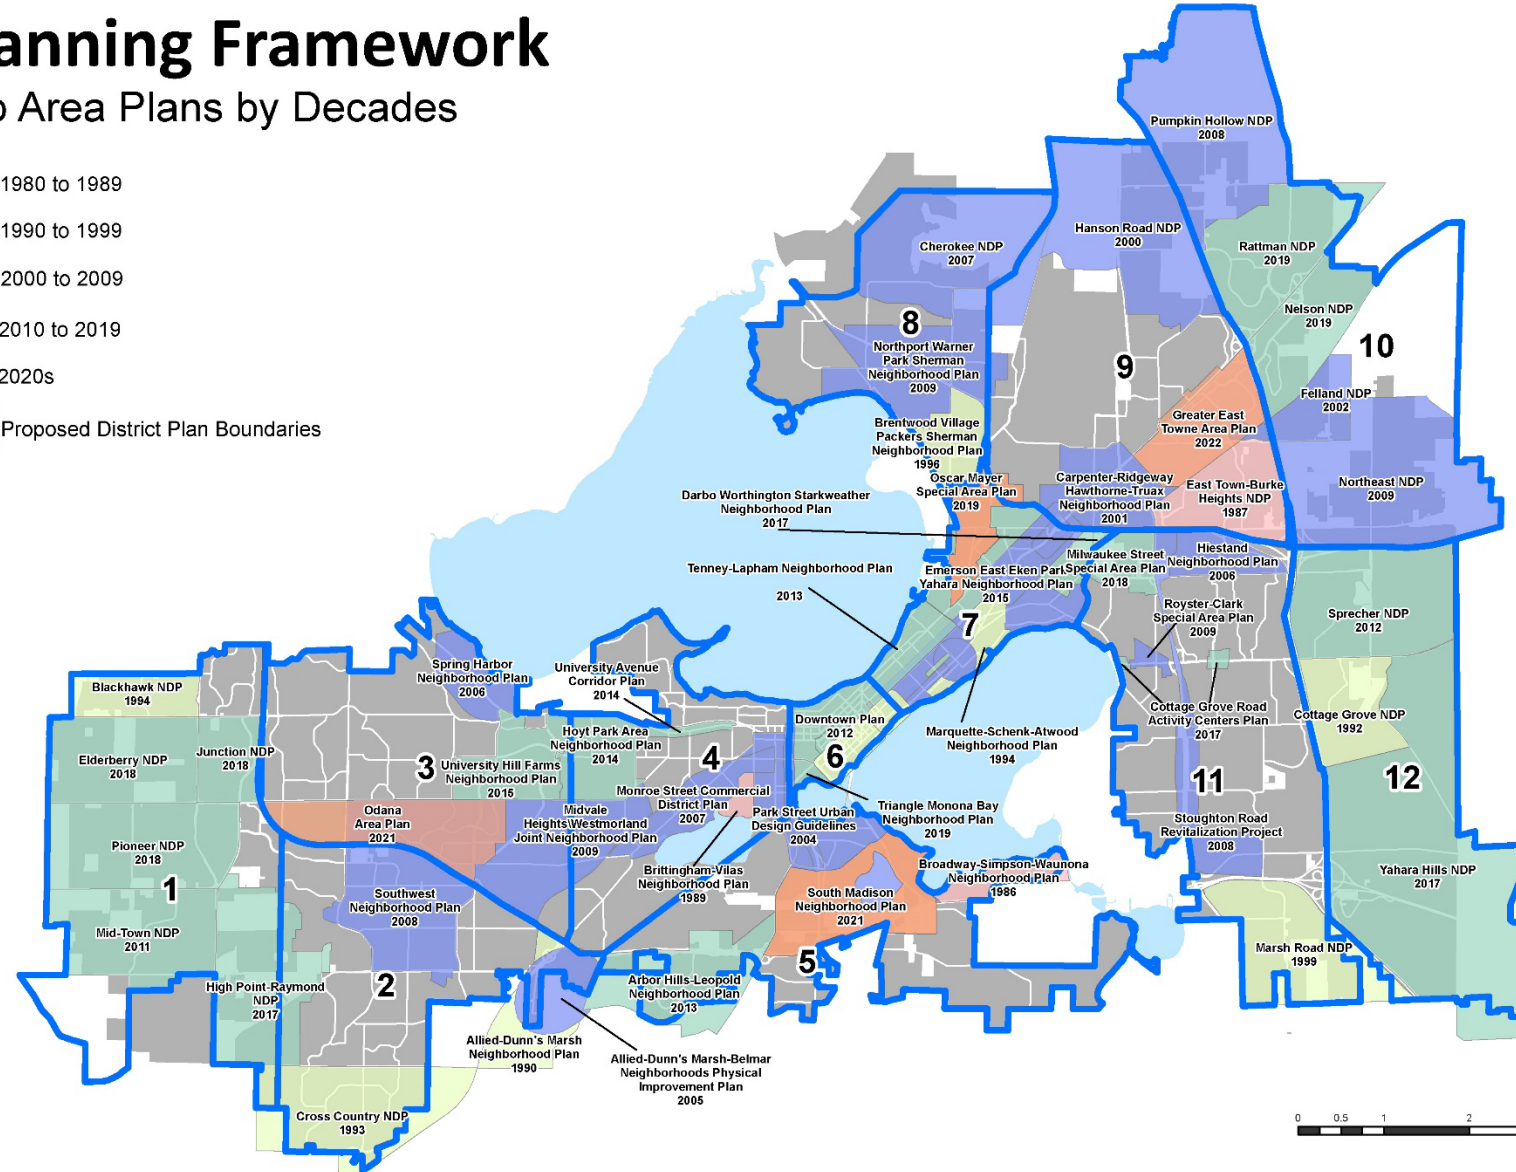 anning Framework
o Area Plans by Decades
1980 to 1989
1990 to 1999
2000 to 2009
2010 to 2019
2020s
Proposed District Plan Boundaries
Pumpkin Hollow NDP
2008
Hanson Road NDP
2000
Cherokee NDP
2007
Rattman NDP
2019
Nelson NDP
2019
10
8
Northport Warner
Park Sherman
Neighborhood Plan
2009
9
Felland NDP
2002
Greater East
Towne Area Plan
2022
Brentwood Village
Packers Sherman
Neighborhood Plan
1996
Oscar Mayer
Special Area Plan
2019
Carpenter-Ridgeway
Hawthorne-Truax
Neighborhood Plan
2001
East Town-Burke
Heights NDP
1987
Northeast NDP
2009
Darbo Worthington Starkweather
Neighborhood Plan
2017
Tenney-Lapham Neighborhood Plan
2013
Emerson East Eken Park
Yahara Neighborhood Plan
2015
Milwaukee Street
Special Area Plan
2018
Hiestand
Neighborhood Plan
2006
Royster-Clark
Special Area Plan
2009
Sprecher NDP
2012
7
Spring Harbor
Neighborhood Plan
2006
University Avenue
Corridor Plan
2014
Blackhawk NDP
1994
Elderberry NDP
2018
Junction NDP
2018
3
University Hill Farms
Neighborhood Plan
2015
Hoyt Park Area
Neighborhood Plan
2014
4
Downtown Plan
2012
6
Marquette-Schenk-Atwood
Neighborhood Plan
1994
Cottage Grove Road
Activity Centers Plan
2017
Cottage Grove NDP
1992
11
12
Odana
Area Plan
2021
Midvale
Heights\Westmorland
Joint Neighborhood Plan
2009
Monroe Street Commercial
District Plan
2007
Park Street Urban
Design Guidelines
2004
Triangle Monona Bay
Neighborhood Plan
2019
Stoughton Road
Revitalization Project
2008
Pioneer NDP
2018
1
Brittingham-Vilas
Neighborhood Plan
1989
Broadway-Simpson-Waunona
Neighborhood Plan
1986
Yahara Hills NDP
2017
Southwest
Neighborhood Plan
2008
South Madison
Neighborhood Plan
2021
Mid-Town NDP
2011
Marsh Road NDP
1999
5
2
High Point-Raymond
NDP
2017
Arbor Hills-Leopold
Neighborhood Plan
2013
Allied-Dunn's Marsh
Neighborhood Plan
1990
Allied-Dunn's Marsh-Belmar
Neighborhoods Physical
Improvement Plan
2005
Cross Country NDP
1993
0 0.5 1 2